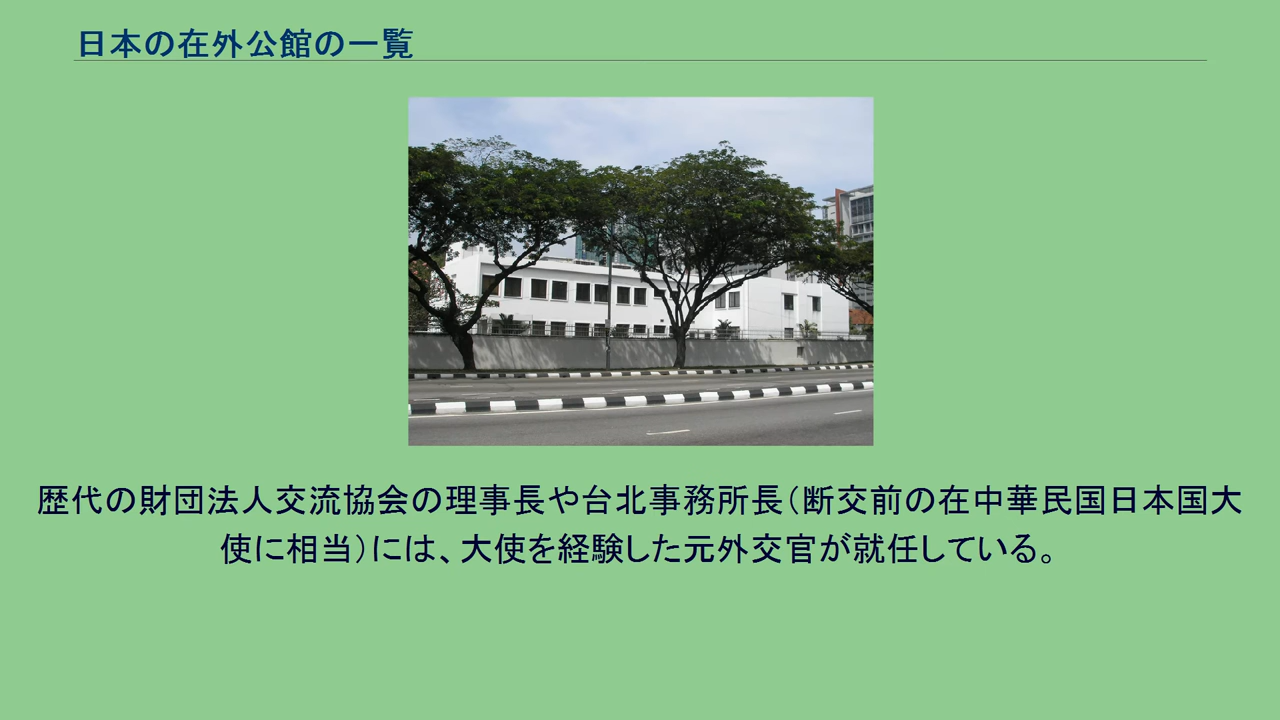 日本の在外公館の一覧
歴代の財団法人交流協会の理事長や台北事務所長（断交前の在中華民国日本国大
使に相当）には、大使を経験した元外交官が就任している。